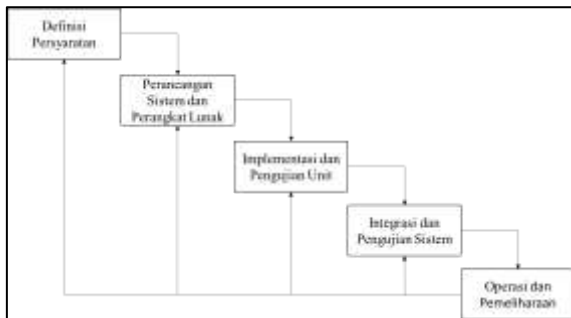 Definisi
Persyaratan
Perancangan
Sistem dan
Perangkat Lunak
Implementasi dan
Pengujian Unit
Integrasi dan
Pengujian Sistem
Operasi dan
Pemeliharaan